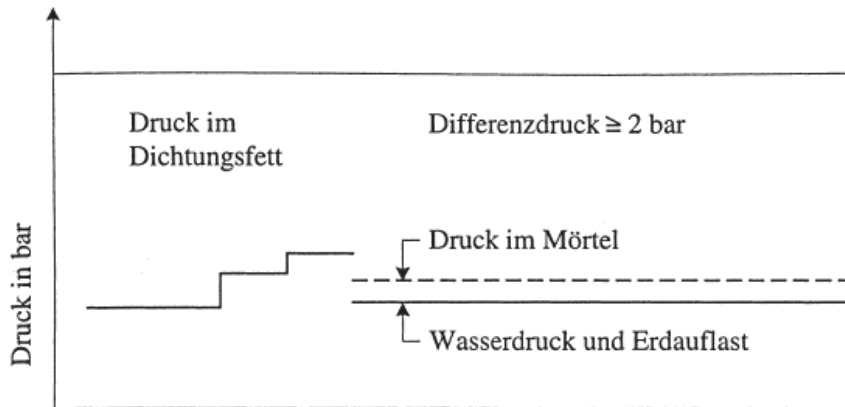 Druck im
Dichtungsfett
Differenzdruck ≧ 2 bar
Druck in bar
Druck im Mörtel
Wasserdruck und Erdauflast